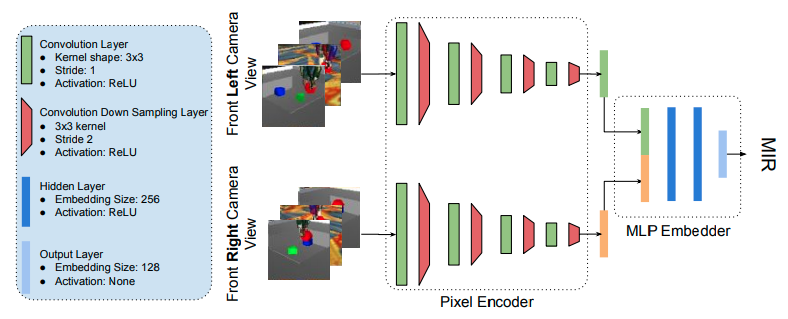 Convolution Layer
● Kernel shape: 3x3
● Stride: 1
● Activation: ReLU
Convolution Down Sampling Layer
● 3x3 kernel
● Stride 2
● Activation: ReLU
Hidden Layer
● Embedding Size: 256
● Activation: ReLU
Output Layer
● Embedding Size: 128
● Activation: None
Front Left Camera
View
Front Right Camera
View
Pixel Encoder
MLP Embedder
MIR